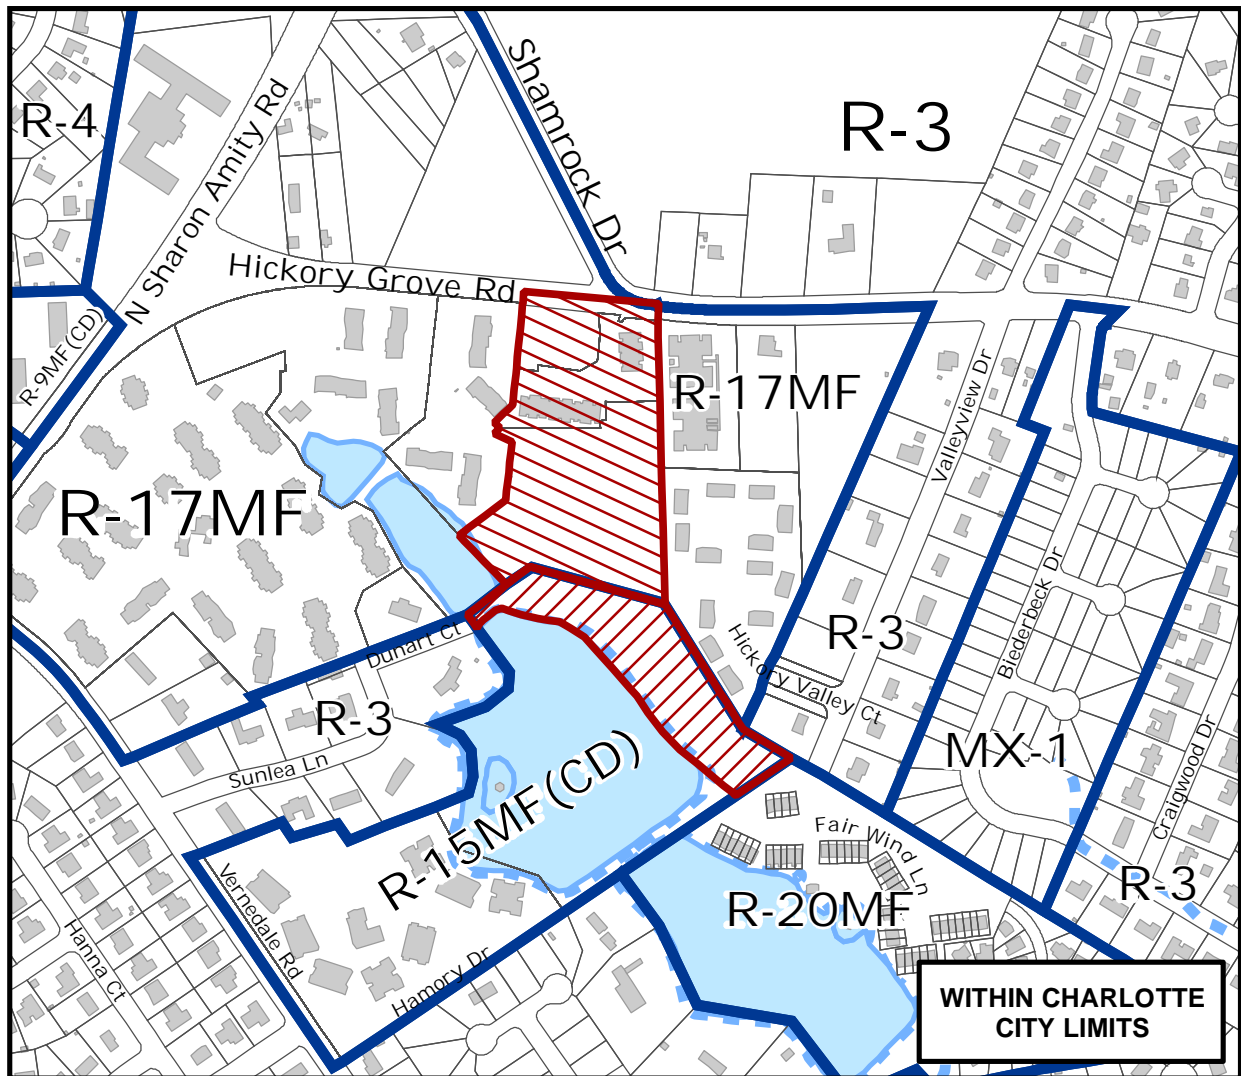 R-4
N Sharon Amity Rd
Shamrock Dr
R-3
Hickory Grove Rd
R-9MF(CD)
R-17MF
Valleyview Dr
R-17MF
Biederbeck Dr
Dunart Ct
Hickory Valley Ct
R-3
R-3
MX-1
Sunlea Ln
Craigwood Dr
R-15MF(CD)
Fair Wind Ln
R-3
R-20MF
Vernedale Rd
Hanna Ct
Hamory Dr
WITHIN CHARLOTTE
CITY LIMITS